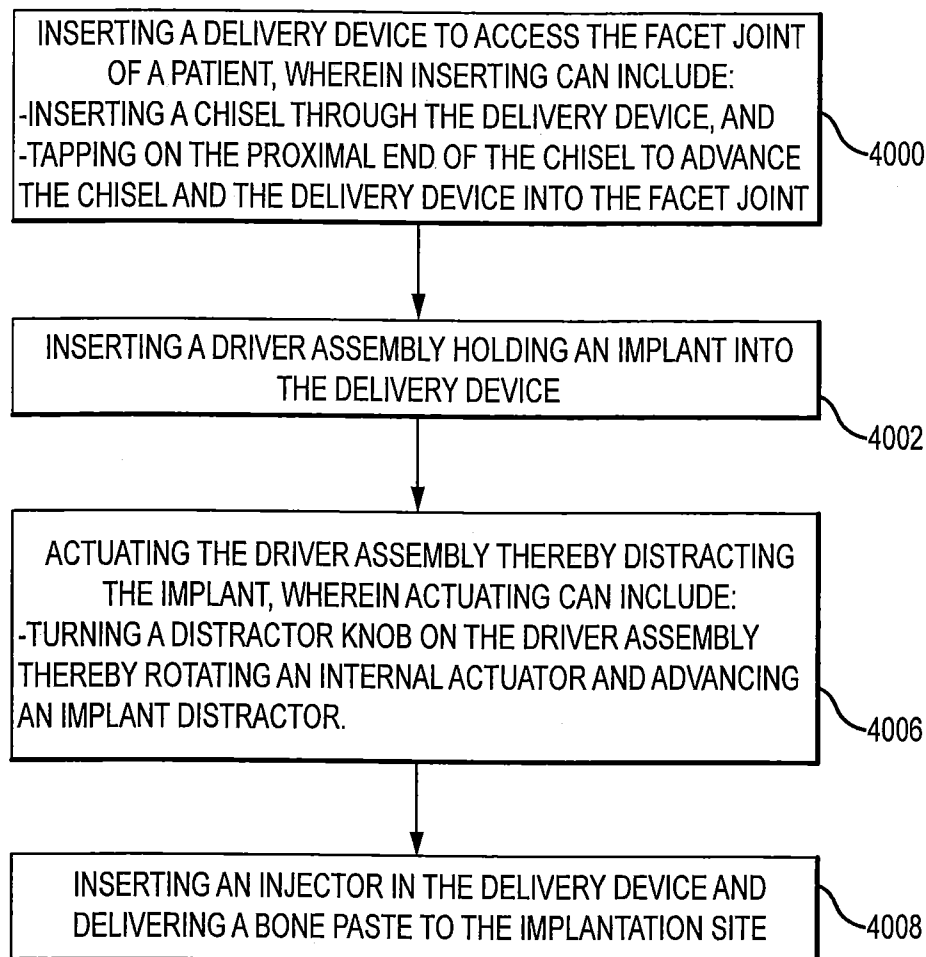 INSERTING A DELIVERY DEVICE TO ACCESS THE FACET JOINT
OF A PATIENT, WHEREIN INSERTING CAN INCLUDE:
-INSERTING A CHISEL THROUGH THE DELIVERY DEVICE, AND
-TAPPING ON THE PROXIMAL END OF THE CHISEL TO ADVANCE
THE CHISEL AND THE DELIVERY DEVICE INTO THE FACET JOINT
4000
INSERTING A DRIVER ASSEMBLY HOLDING AN IMPLANT INTO
THE DELIVERY DEVICE
4002
ACTUATING THE DRIVER ASSEMBLY THEREBY DISTRACTING
THE IMPLANT, WHEREIN ACTUATING CAN INCLUDE:
-TURNING A DISTRACTOR KNOB ON THE DRIVER ASSEMBLY
THEREBY ROTATING AN INTERNAL ACTUATOR AND ADVANCING
AN IMPLANT DISTRACTOR.
4006
INSERTING AN INJECTOR IN THE DELIVERY DEVICE AND
DELIVERING A BONE PASTE TO THE IMPLANTATION SITE
4008